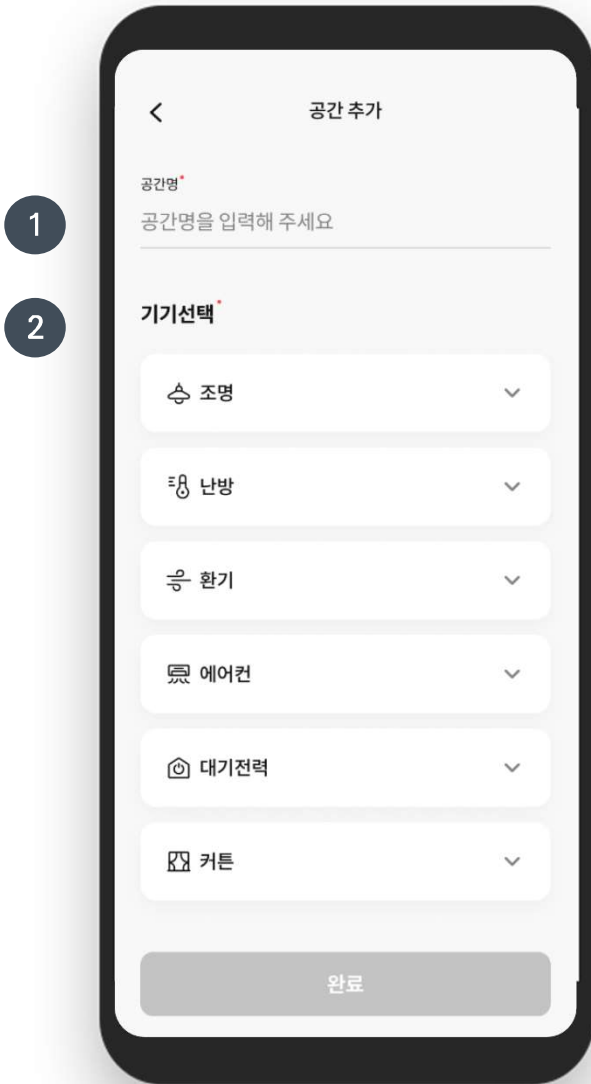 공간 추가
공간명*
1
공간명을 입력해 주세요
2
기기선택*
조명
난방
환기
에어컨
대기전력
커튼
완료